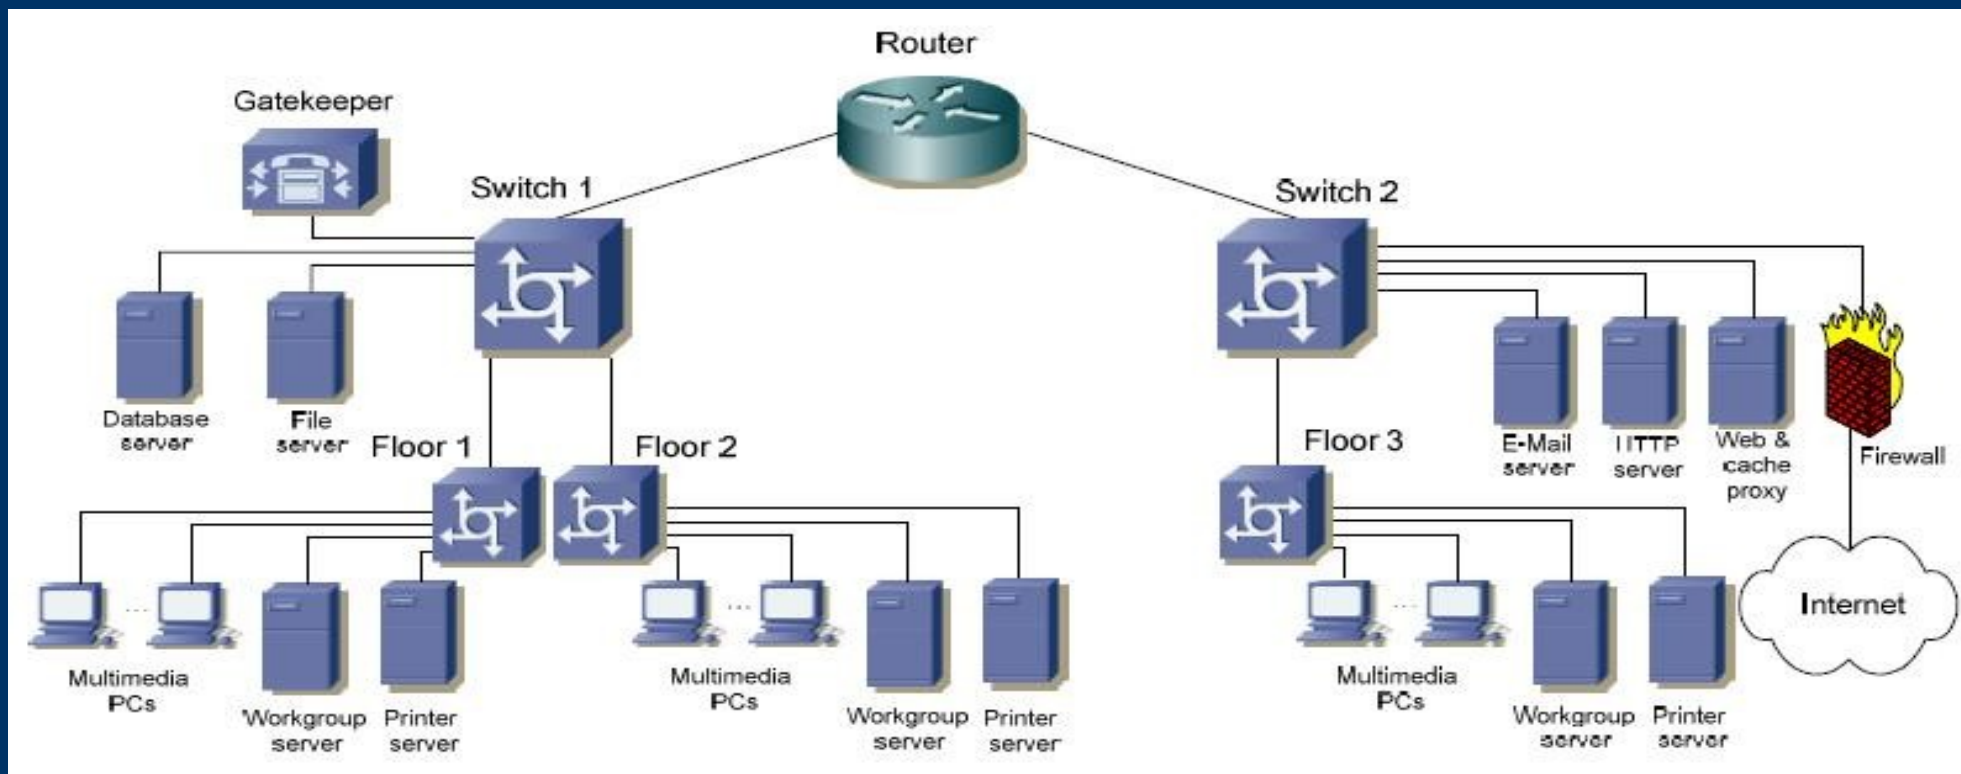 Router
Gatekeeper
Switch 1
Switch 2
Database
server
File
server
Floor 1
Floor 2
Floor 3
E-Mail
server
HTTP
server
Web &
cache
proxy
Firewall
Internet
Multimedia
PCs
Workgroup
server
Printer
server
Multimedia
PCs
Workgroup
server
Printer
server
Multimedia
PCs
Workgroup
server
Printer
server